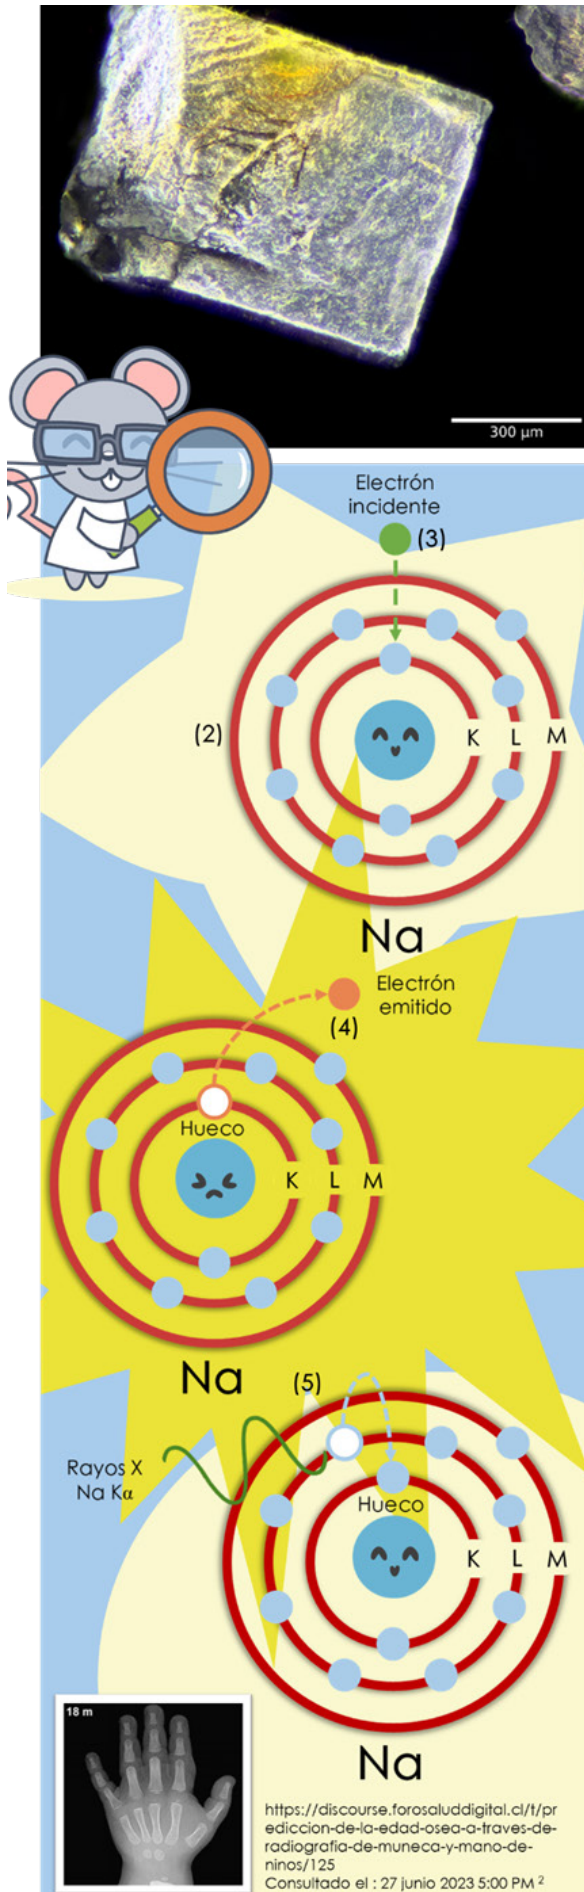 300 µm
Electrón
incidente
(3)
(2)
K L M
Na
Electrón
emitido
(4)
Hueco
K L M
Na
(5)
Rayos X
Na Kα
Hueco
K L M
Na
18 m
https://discourse.forosaluddigital.cl/t/pr
ediccion-de-la-edad-osea-a-traves-de-
radiografia-de-muneca-y-mano-de-
ninos/125
Consultado el : 27 junio 2023 5:00 PM ²